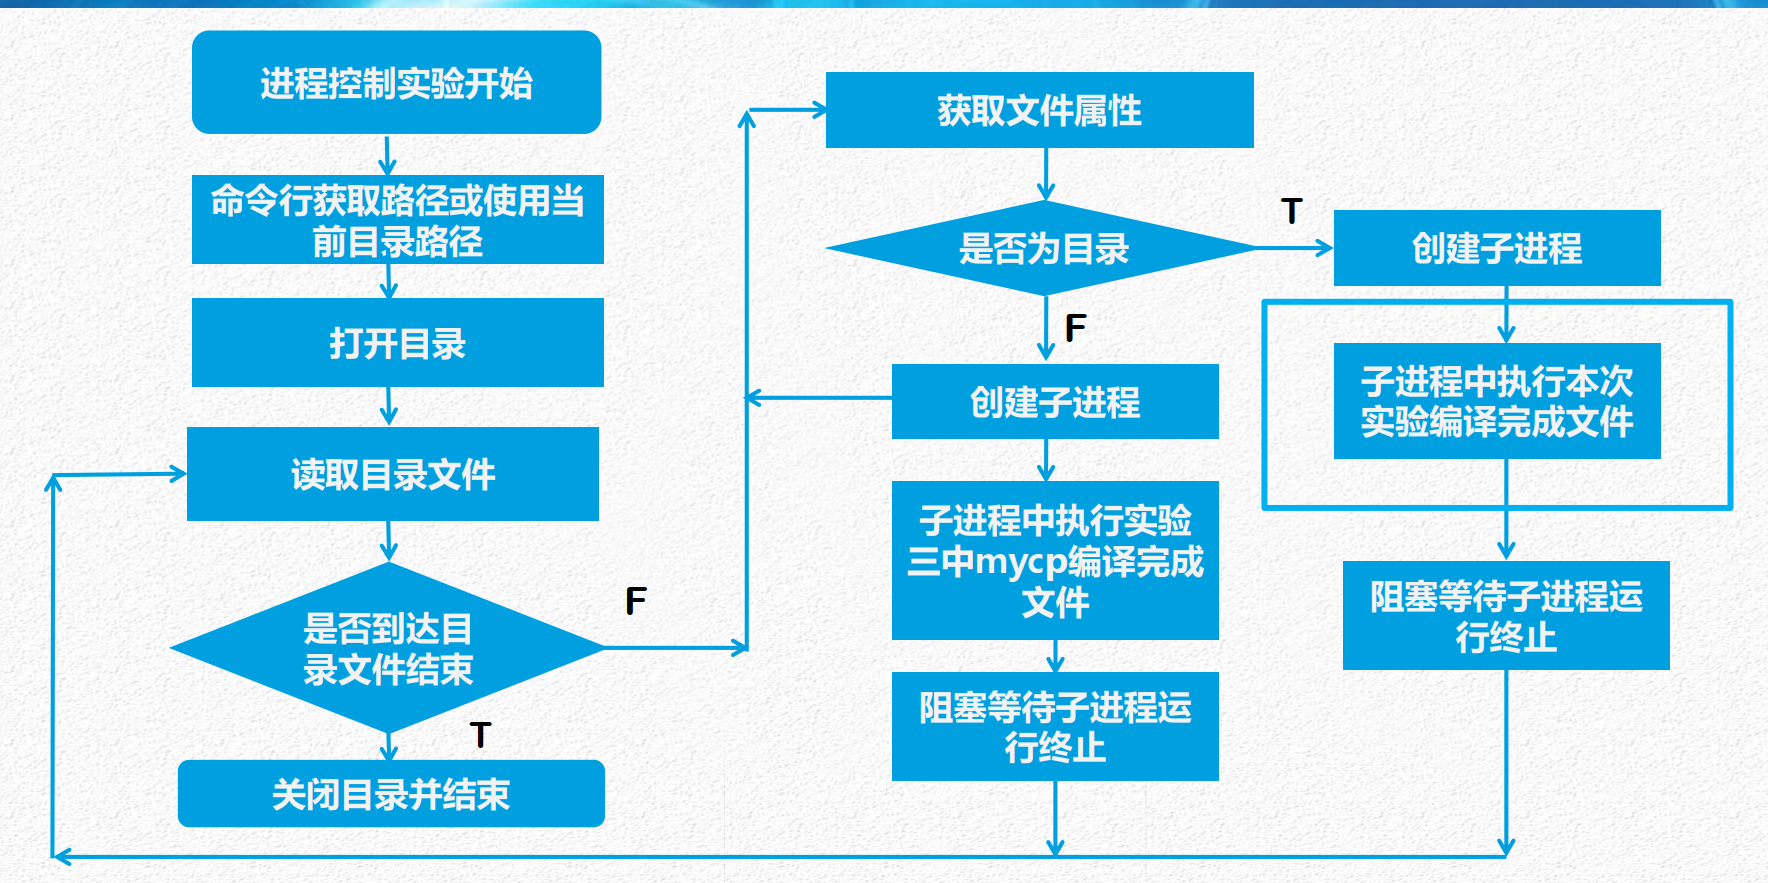 进程控制实验开始
命令行获取路径或使用当
前目录路径
打开目录
读取目录文件
是否到达目
录文件结束
F
T
关闭目录并结束
获取文件属性
是否为目录
T
F
创建子进程
子进程中执行实验
三中mycp编译完成
文件
阻塞等待子进程运
行终止
创建子进程
子进程中执行本次
实验编译完成文件
阻塞等待子进程运
行终止